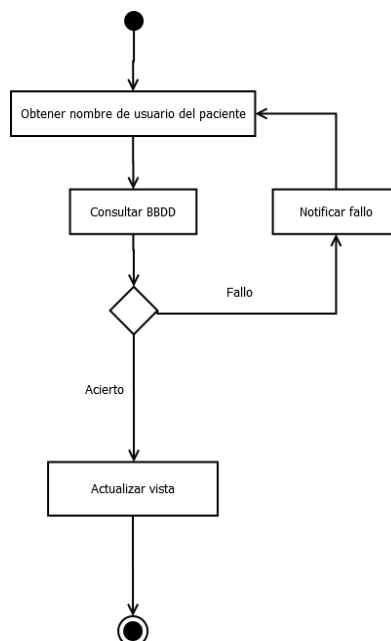 Obtener nombre de usuario del paciente
Consultar BBDD
Notificar fallo
Fallo
Acierto
Actualizar vista